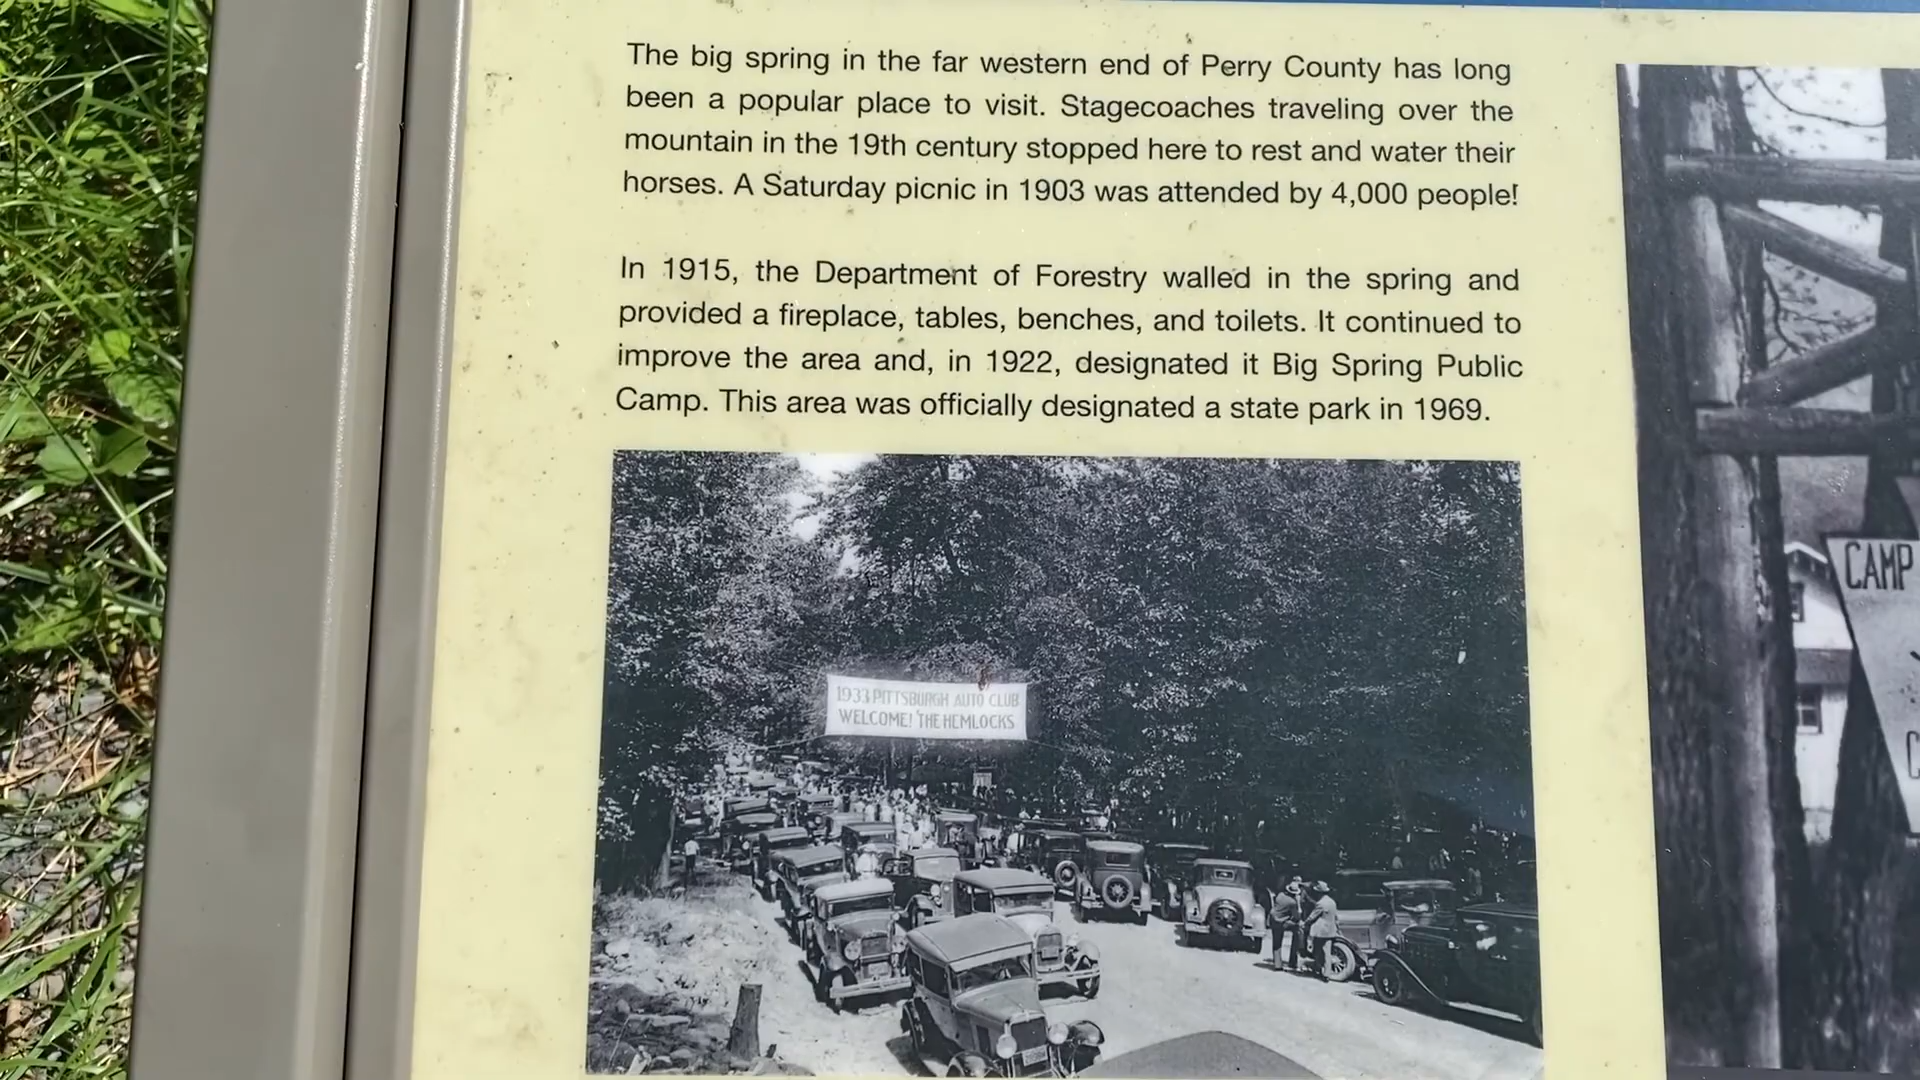 The big spring in the far western end of Perry County has long
been a popular place to visit. Stagecoaches traveling over the
mountain in the 19th century stopped here to rest and water their
horses. A Saturday picnic in 1903 was attended by 4,000 people!
In 1915, the Department of Forestry walled in the spring and
provided a fireplace, tables, benches, and toilets. It continued to
improve the area and, in 1922, designated it Big Spring Public
Camp. This area was officially designated a state park in 1969.
1933 PITTSBURGH AUTO CLUB
WELCOME! THE HEMLOCKS
CAMP